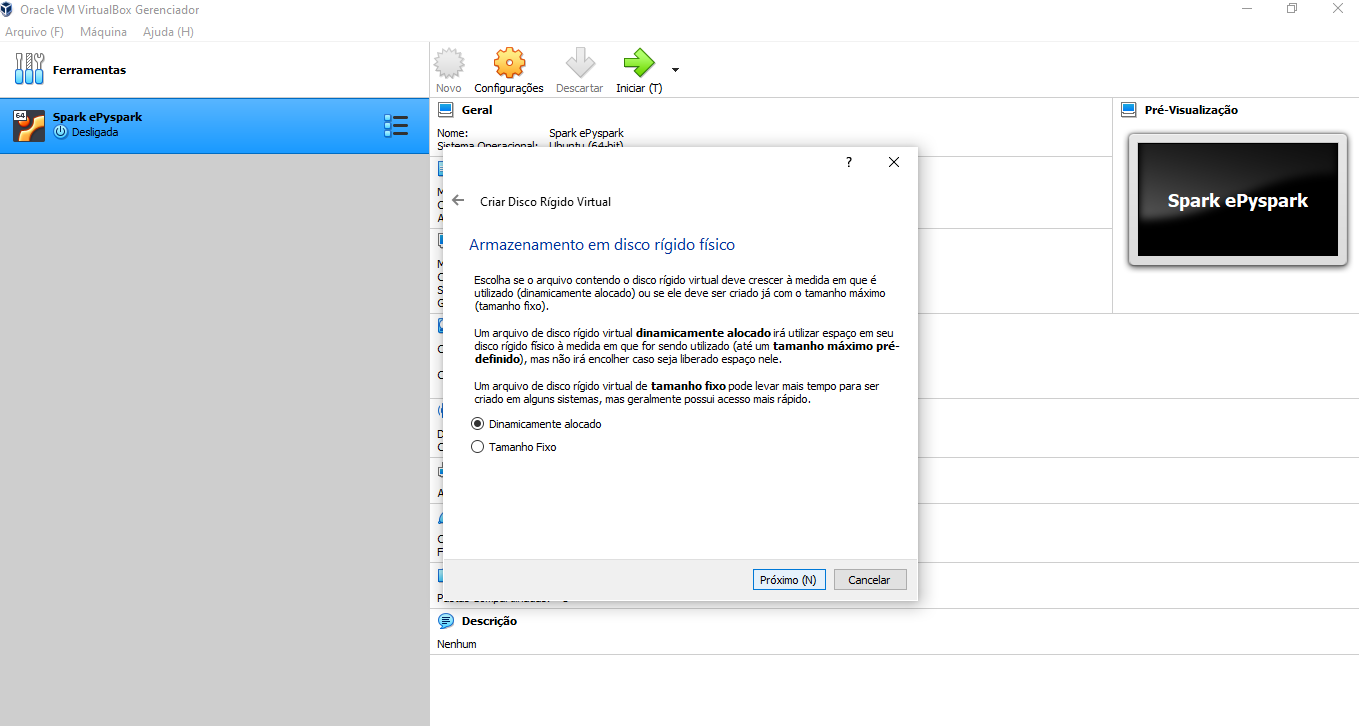 Oracle VM VirtualBox Gerenciador
Arquivo (F) Máquina Ajuda (H)
Ferramentas
Spark ePyspark
Desligada
64
Novo Configurações Descartar Iniciar (T)
Geral
Nome: Spark ePyspark
Sistema Operacional: Ubuntu (64-bit)
Pré-Visualização
Spark ePyspark
?
Criar Disco Rígido Virtual
Armazenamento em disco rígido físico
Escolha se o arquivo contendo o disco rígido virtual deve crescer à medida em que é
utilizado (dinamicamente alocado) ou se ele deve ser criado já com o tamanho máximo
(tamanho fixo).
Um arquivo de disco rígido virtual dinamicamente alocado irá utilizar espaço em seu
disco rígido físico à medida em que for sendo utilizado (até um tamanho máximo pré-
definido), mas não irá encolher caso seja liberado espaço nele.
Um arquivo de disco rígido virtual de tamanho fixo pode levar mais tempo para ser
criado em alguns sistemas, mas geralmente possui acesso mais rápido.
Dinamicamente alocado
Tamanho Fixo
Próximo (N) Cancelar
Descrição
Nenhum